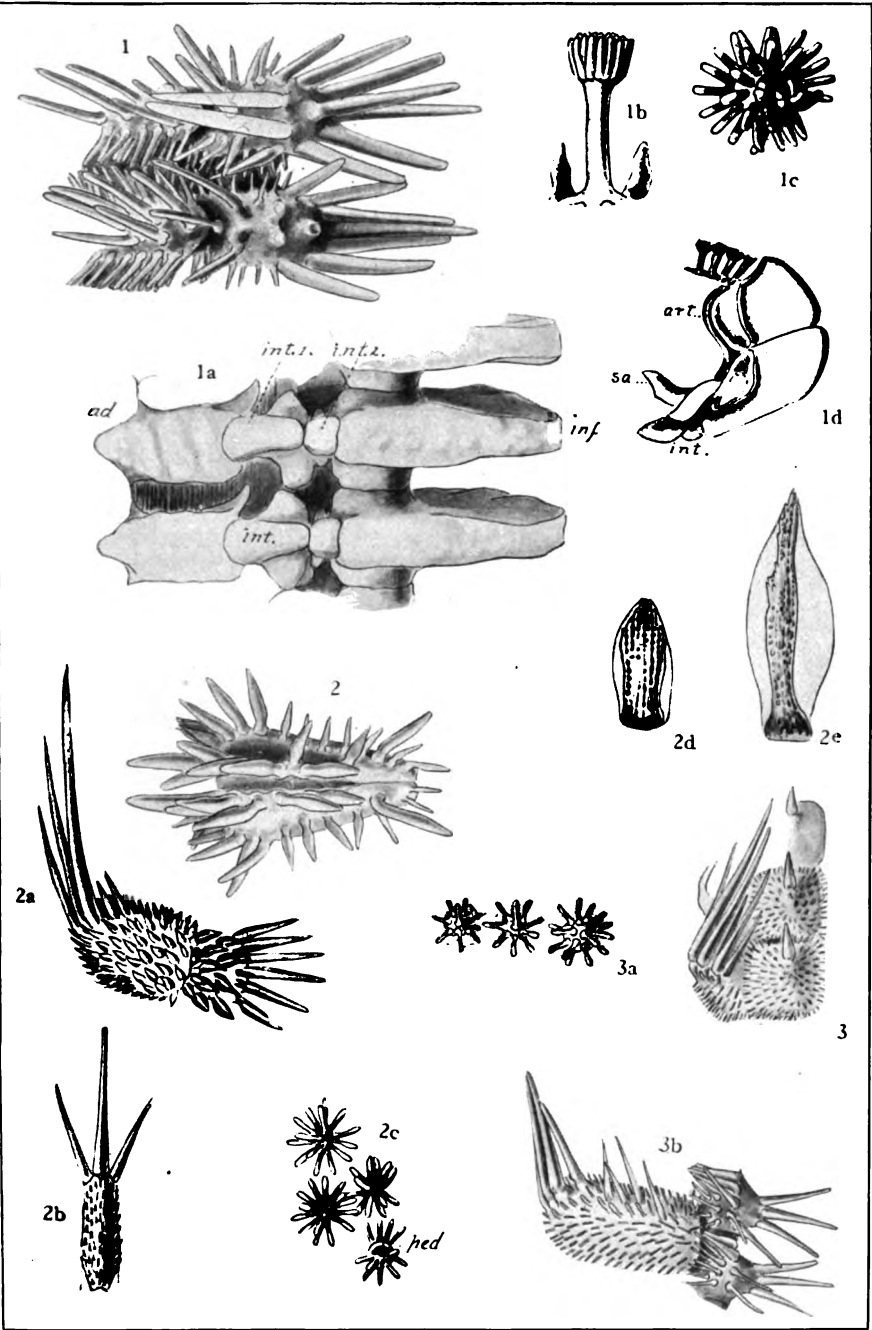 1
1b
1c
art..
sa...
1d
int.
int.1.
int.2.
1a
ad
inf
int.
2
2d
2e
2a
3a
3
2b
2c
ped
3b